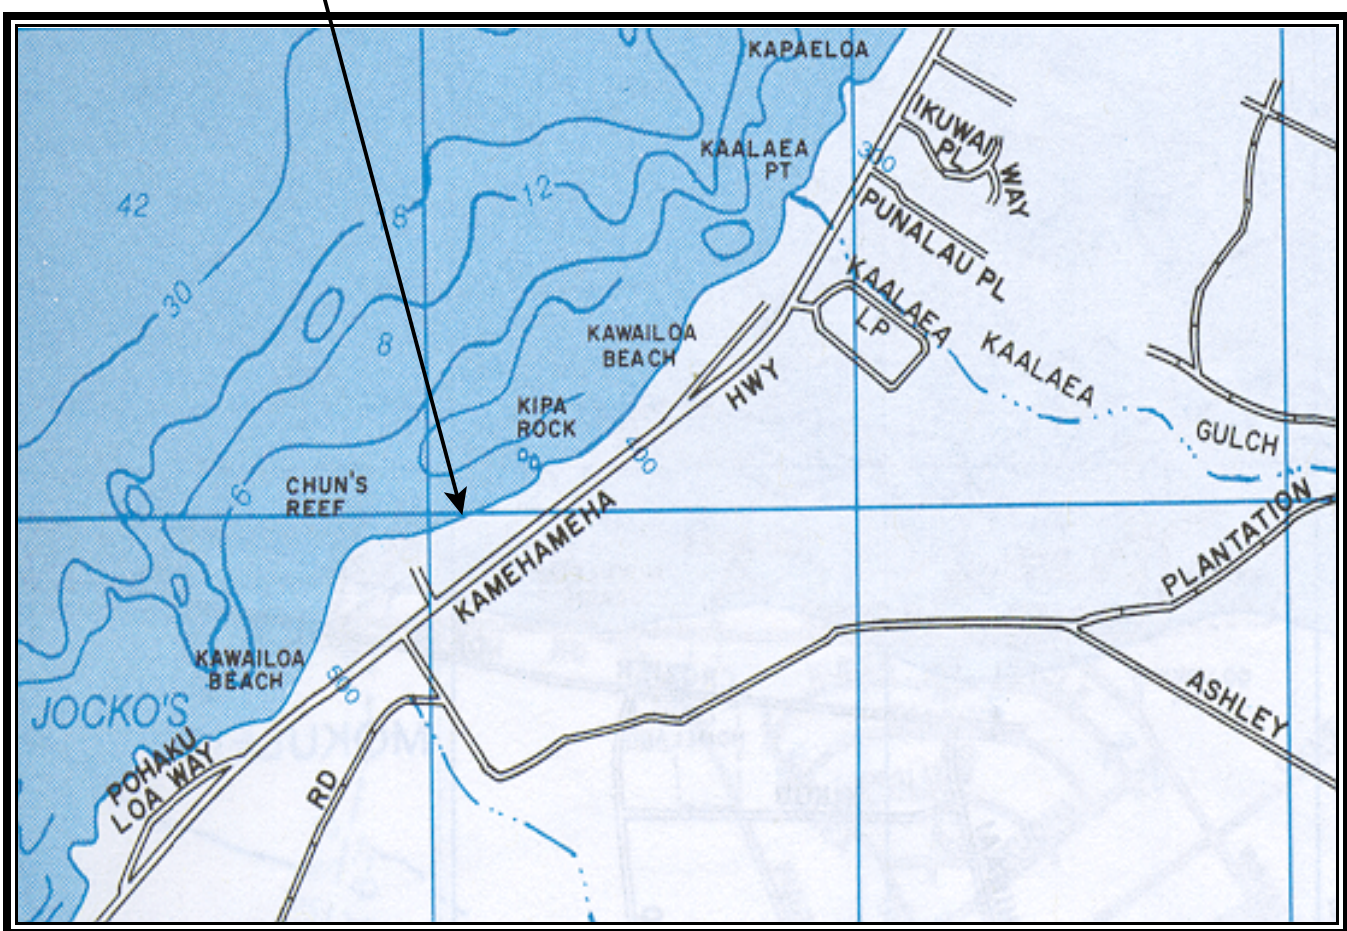 KAPAELOA
IKUWAI
PL
WAY
KAALAEA
PT
300
42
12
18
PUNALAU PL
KAALAEA
LP
KAALAEA
GULCH
30
8
KAWAILOA
BEACH
HWY
KIPA
ROCK
CHUN'S
REEF
6
KAMEHAMEHA
PLANTATION
KAWAILOA
BEACH
ASHLEY
JOCKO'S
POHAKU
LOA WAY
RD